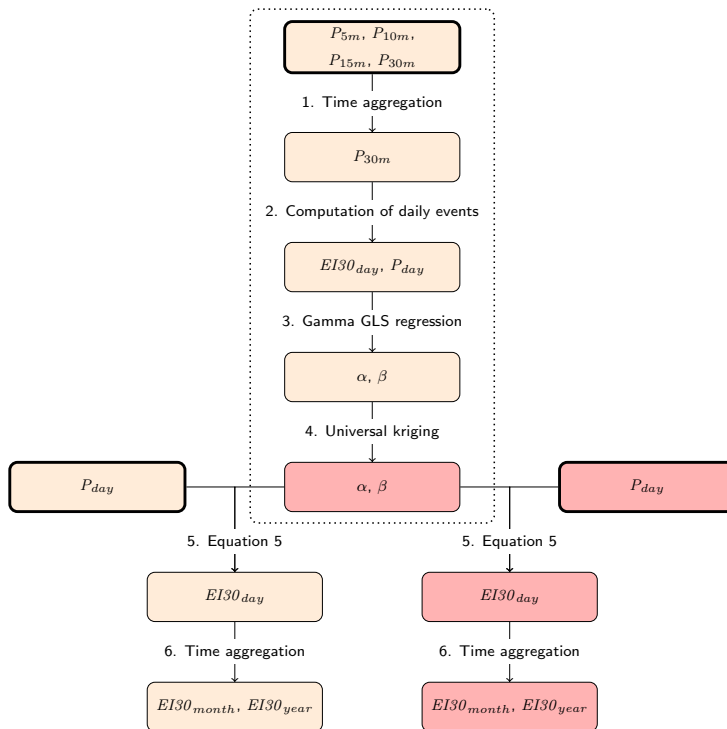 P5m, P10m,
P15m, P30m
1. Time aggregation
P30m
2. Computation of daily events
EI30day, Pday
3. Gamma GLS regression
α, β
4. Universal kriging
Pday
α, β
Pday
5. Equation 5
5. Equation 5
EI30day
EI30day
6. Time aggregation
6. Time aggregation
EI30month, EI30year
EI30month, EI30year